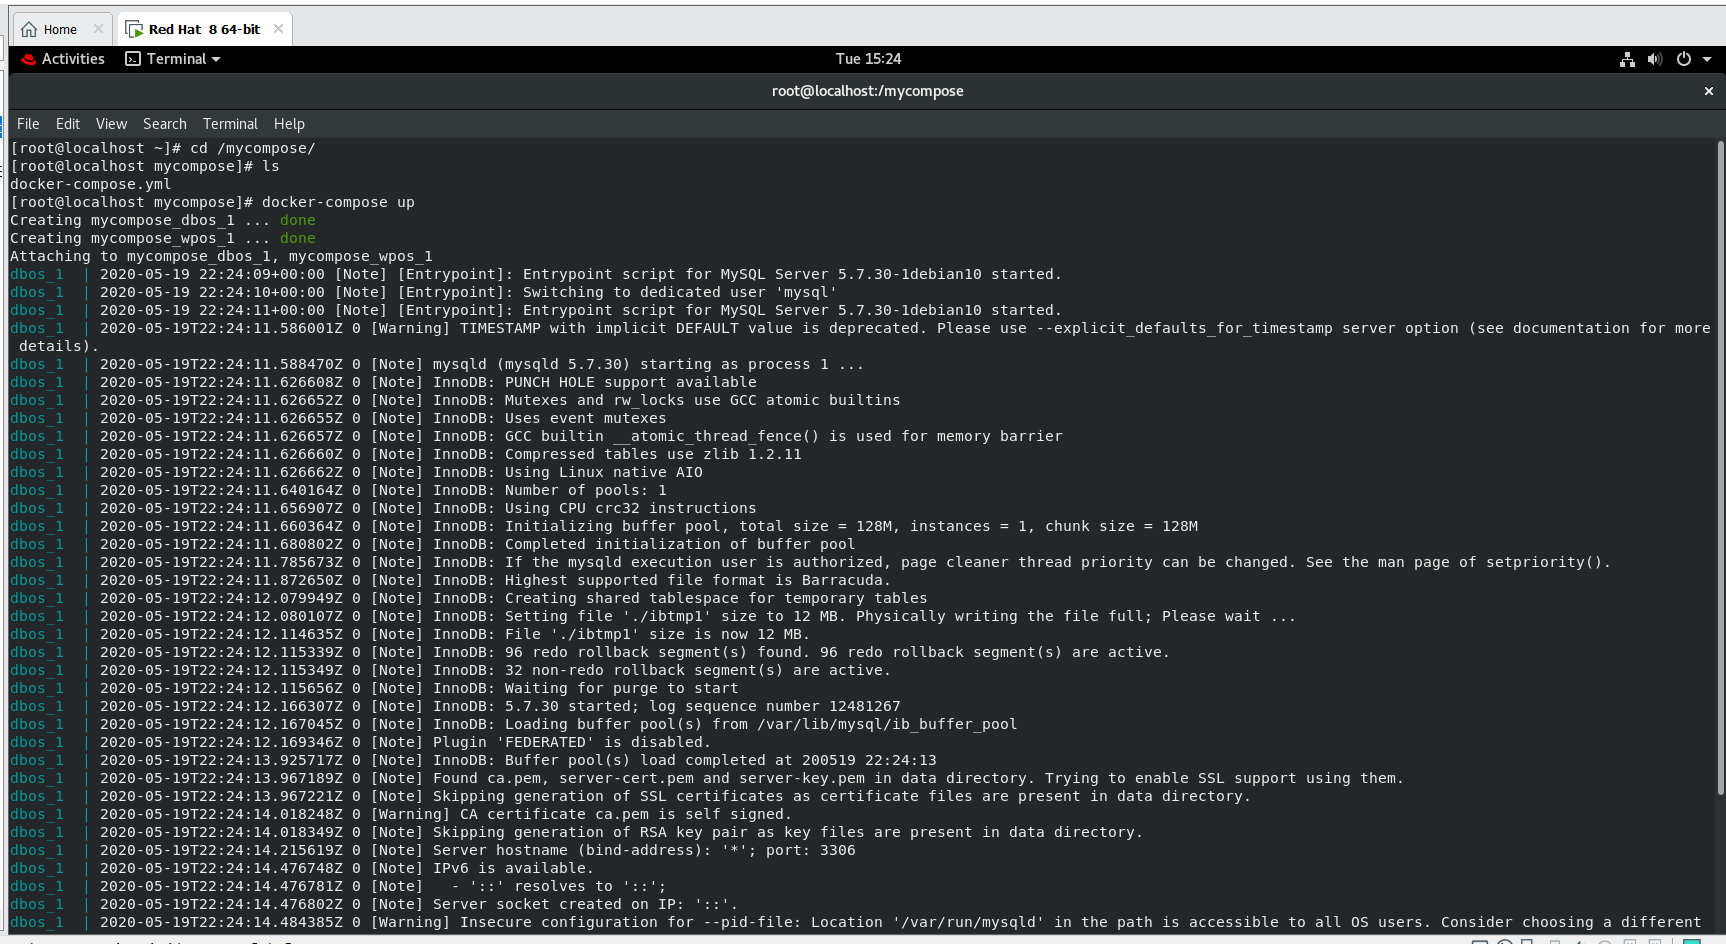 Home
Red Hat 8 64-bit
Activities
Terminal
Tue 15:24
root@localhost:/mycompose
File Edit View Search Terminal Help
[root@localhost ~]# cd /mycompose/
[root@localhost mycompose]# ls
docker-compose.yml
[root@localhost mycompose]# docker-compose up
Creating mycompose_dbos_1 ... done
Creating mycompose_wpos_1 ... done
Attaching to mycompose_dbos_1, mycompose_wpos_1
dbos_1  | 2020-05-19 22:24:09+00:00 [Note] [Entrypoint]: Entrypoint script for MySQL Server 5.7.30-1debian10 started.
dbos_1  | 2020-05-19 22:24:10+00:00 [Note] [Entrypoint]: Switching to dedicated user 'mysql'
dbos_1  | 2020-05-19 22:24:11+00:00 [Note] [Entrypoint]: Entrypoint script for MySQL Server 5.7.30-1debian10 started.
dbos_1  | 2020-05-19T22:24:11.586001Z 0 [Warning] TIMESTAMP with implicit DEFAULT value is deprecated. Please use --explicit_defaults_for_timestamp server option (see documentation for more
 details).
dbos_1  | 2020-05-19T22:24:11.588470Z 0 [Note] mysqld (mysqld 5.7.30) starting as process 1 ...
dbos_1  | 2020-05-19T22:24:11.626608Z 0 [Note] InnoDB: PUNCH HOLE support available
dbos_1  | 2020-05-19T22:24:11.626652Z 0 [Note] InnoDB: Mutexes and rw_locks use GCC atomic builtins
dbos_1  | 2020-05-19T22:24:11.626655Z 0 [Note] InnoDB: Uses event mutexes
dbos_1  | 2020-05-19T22:24:11.626657Z 0 [Note] InnoDB: GCC builtin __atomic_thread_fence() is used for memory barrier
dbos_1  | 2020-05-19T22:24:11.626660Z 0 [Note] InnoDB: Compressed tables use zlib 1.2.11
dbos_1  | 2020-05-19T22:24:11.626662Z 0 [Note] InnoDB: Using Linux native AIO
dbos_1  | 2020-05-19T22:24:11.640164Z 0 [Note] InnoDB: Number of pools: 1
dbos_1  | 2020-05-19T22:24:11.656907Z 0 [Note] InnoDB: Using CPU crc32 instructions
dbos_1  | 2020-05-19T22:24:11.660364Z 0 [Note] InnoDB: Initializing buffer pool, total size = 128M, instances = 1, chunk size = 128M
dbos_1  | 2020-05-19T22:24:11.680802Z 0 [Note] InnoDB: Completed initialization of buffer pool
dbos_1  | 2020-05-19T22:24:11.785673Z 0 [Note] InnoDB: If the mysqld execution user is authorized, page cleaner thread priority can be changed. See the man page of setpriority().
dbos_1  | 2020-05-19T22:24:11.872650Z 0 [Note] InnoDB: Highest supported file format is Barracuda.
dbos_1  | 2020-05-19T22:24:12.079949Z 0 [Note] InnoDB: Creating shared tablespace for temporary tables
dbos_1  | 2020-05-19T22:24:12.080107Z 0 [Note] InnoDB: Setting file './ibtmp1' size to 12 MB. Physically writing the file full; Please wait ...
dbos_1  | 2020-05-19T22:24:12.114635Z 0 [Note] InnoDB: File './ibtmp1' size is now 12 MB.
dbos_1  | 2020-05-19T22:24:12.115339Z 0 [Note] InnoDB: 96 redo rollback segment(s) found. 96 redo rollback segment(s) are active.
dbos_1  | 2020-05-19T22:24:12.115349Z 0 [Note] InnoDB: 32 non-redo rollback segment(s) are active.
dbos_1  | 2020-05-19T22:24:12.115656Z 0 [Note] InnoDB: Waiting for purge to start
dbos_1  | 2020-05-19T22:24:12.166307Z 0 [Note] InnoDB: 5.7.30 started; log sequence number 12481267
dbos_1  | 2020-05-19T22:24:12.167045Z 0 [Note] InnoDB: Loading buffer pool(s) from /var/lib/mysql/ib_buffer_pool
dbos_1  | 2020-05-19T22:24:12.169346Z 0 [Note] Plugin 'FEDERATED' is disabled.
dbos_1  | 2020-05-19T22:24:13.925717Z 0 [Note] InnoDB: Buffer pool(s) load completed at 200519 22:24:13
dbos_1  | 2020-05-19T22:24:13.967189Z 0 [Note] Found ca.pem, server-cert.pem and server-key.pem in data directory. Trying to enable SSL support using them.
dbos_1  | 2020-05-19T22:24:13.967221Z 0 [Note] Skipping generation of SSL certificates as certificate files are present in data directory.
dbos_1  | 2020-05-19T22:24:14.018248Z 0 [Warning] CA certificate ca.pem is self signed.
dbos_1  | 2020-05-19T22:24:14.018349Z 0 [Note] Skipping generation of RSA key pair as key files are present in data directory.
dbos_1  | 2020-05-19T22:24:14.215619Z 0 [Note] Server hostname (bind-address): '*'; port: 3306
dbos_1  | 2020-05-19T22:24:14.476748Z 0 [Note] IPv6 is available.
dbos_1  | 2020-05-19T22:24:14.476781Z 0 [Note]   - '::' resolves to '::';
dbos_1  | 2020-05-19T22:24:14.476802Z 0 [Note] Server socket created on IP: '::'.
dbos_1  | 2020-05-19T22:24:14.484385Z 0 [Warning] Insecure configuration for --pid-file: Location '/var/run/mysqld' in the path is accessible to all OS users. Consider choosing a different